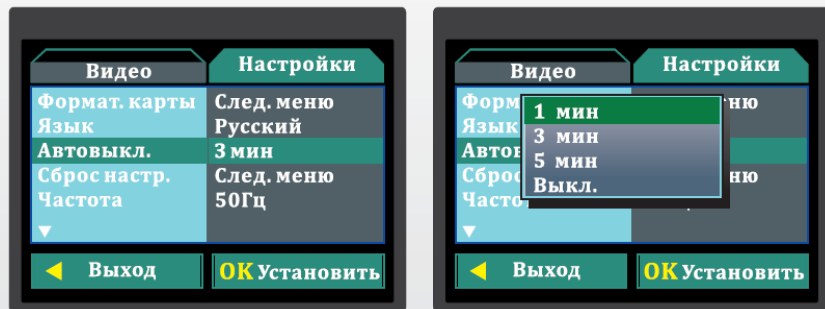 Видео Настройки
Формат. карты След. меню
Язык Русский
Автовыкл. 3 мин
Сброс настр. След. меню
Частота 50Гц
Выход OK Установить
Видео Настройки
Форм ню
Язык
Автов
Сброс ню
Часто
1 мин
3 мин
5 мин
Выкл.
Выход OK Установить